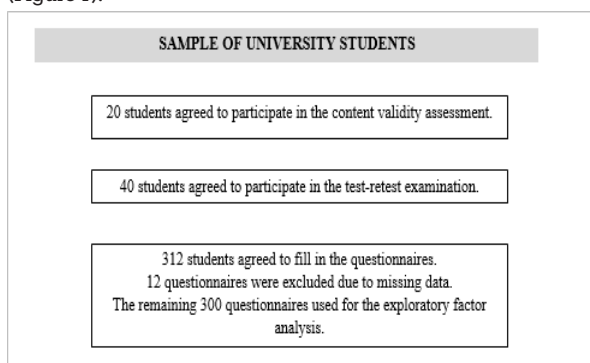 (Figure 1).
SAMPLE OF UNIVERSITY STUDENTS
20 students agreed to participate in the content validity assessment.
40 students agreed to participate in the test-retest examination.
312 students agreed to fill in the questionnaires.
12 questionnaires were excluded due to missing data.
The remaining 300 questionnaires used for the exploratory factor
analysis.